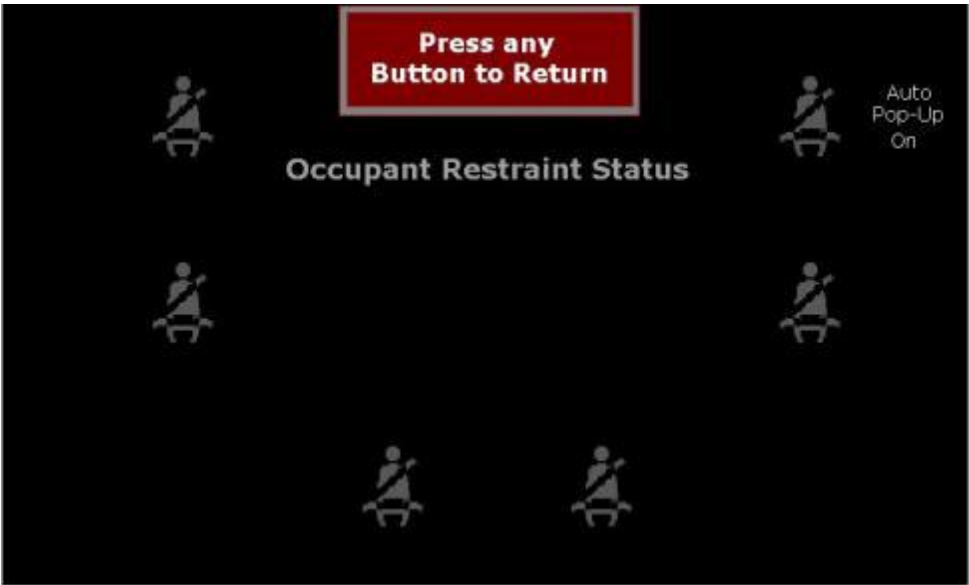 Press any
Button to Return
Auto
Pop-Up
On
Occupant Restraint Status